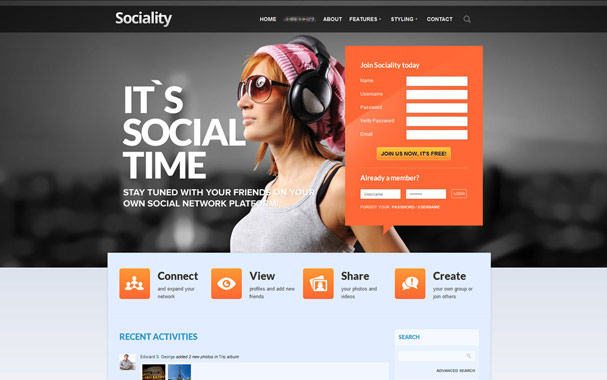 Sociality
HOME
ABOUT
FEATURES
STYLING
CONTACT
IT`S
SOCIAL
TIME
STAY TUNED WITH YOUR FRIENDS ON YOUR
OWN SOCIAL NETWORK PLATFORM!
Join Sociality today
Name
Username
Password
Verify Password
Email
JOIN US NOW, IT'S FREE!
Already a member?
Username
LOGIN
FORGOT YOUR PASSWORD / USERNAME
Connect
and expand your
network
View
profiles and add new
friends
Share
your photos and
videos
Create
your own group or
join others
RECENT ACTIVITIES
Edward S. George added 2 new photos in Trip album
SEARCH
ADVANCED SEARCH